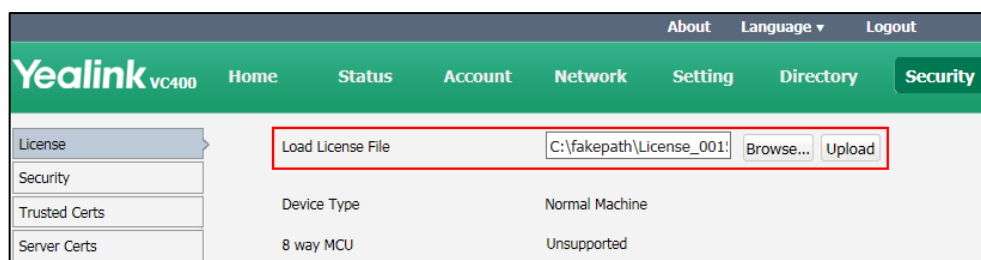 About Language ▾ Logout
Yealink VC400 Home Status Account Network Setting Directory Security
License
Load License File C:\fakepath\License_001 Browse... Upload
Security
Trusted Certs Device Type Normal Machine
Server Certs 8 way MCU Unsupported